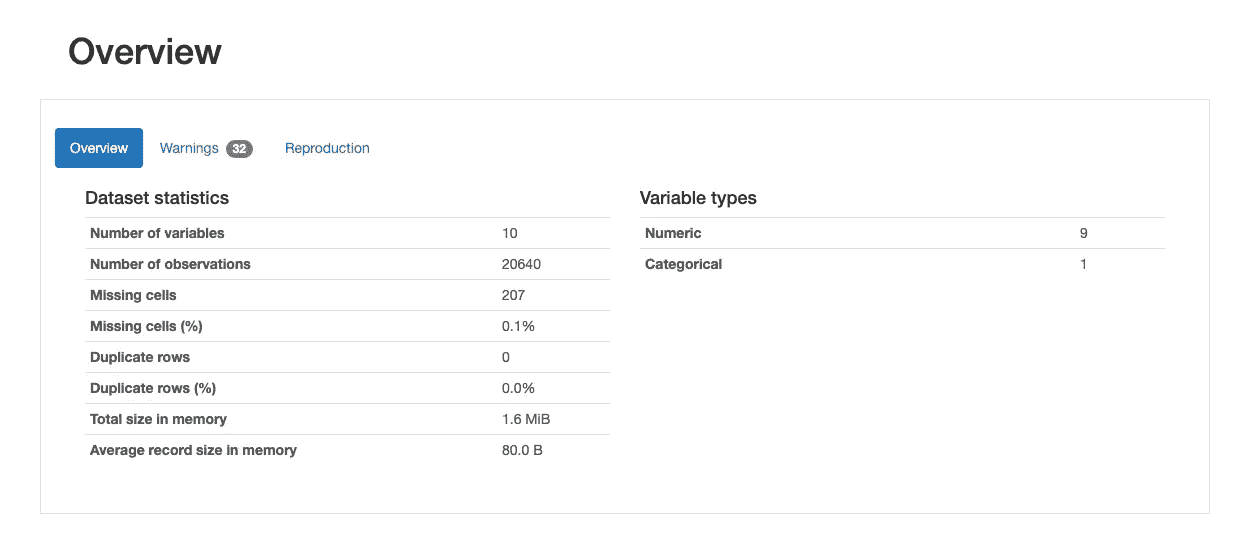 Overview
Overview Warnings 32 Reproduction
Dataset statistics
Number of variables 10
Number of observations 20640
Missing cells 207
Missing cells (%) 0.1%
Duplicate rows 0
Duplicate rows (%) 0.0%
Total size in memory 1.6 MiB
Average record size in memory 80.0 B
Variable types
Numeric 9
Categorical 1